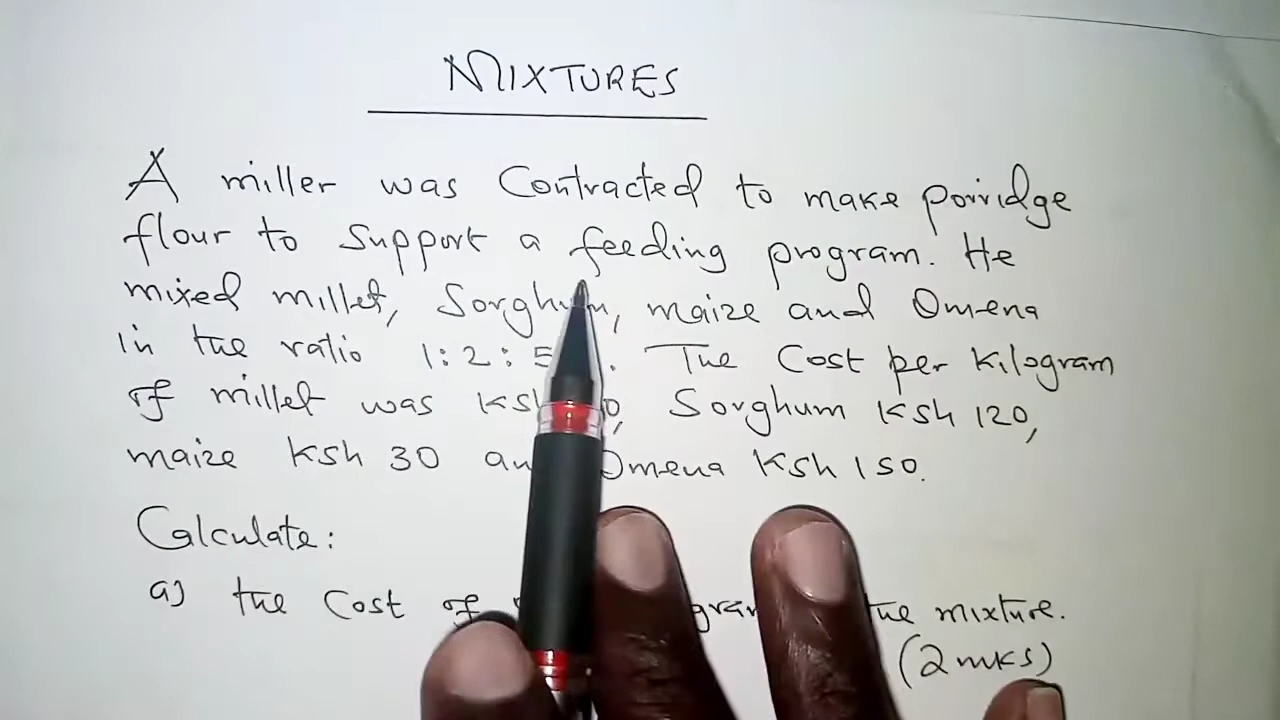 MIXTURES
A miller was Contracted to make porridge
flour to support a feeding program. He
mixed millet, Sorghum, maize and Omena
in the ratio 1:2:5 . The Cost per Kilogram
of millet was Ksh 0, Sorghum Ksh 120,
maize Ksh 30 Omena Ksh 150.
Calculate:
a) the Cost of the mixture.
(2mks)